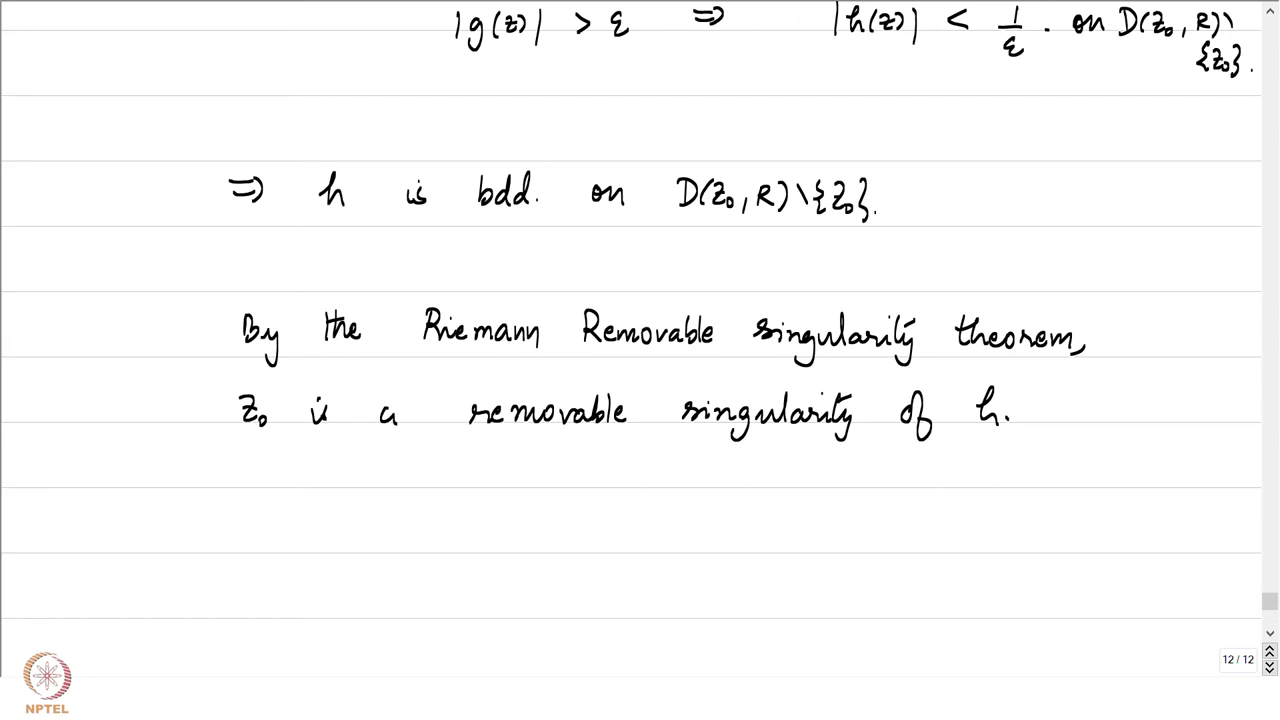 |g(z)| > ε ⇒ |h(z)| < 1/ε . on D(z₀, R)\
{z₀}.
⇒ h is bdd. on D(z₀, R)\{z₀}.
By the Riemann Removable singularity theorem,
z₀ is a removable singularity of h.
12 / 12
NPTEL